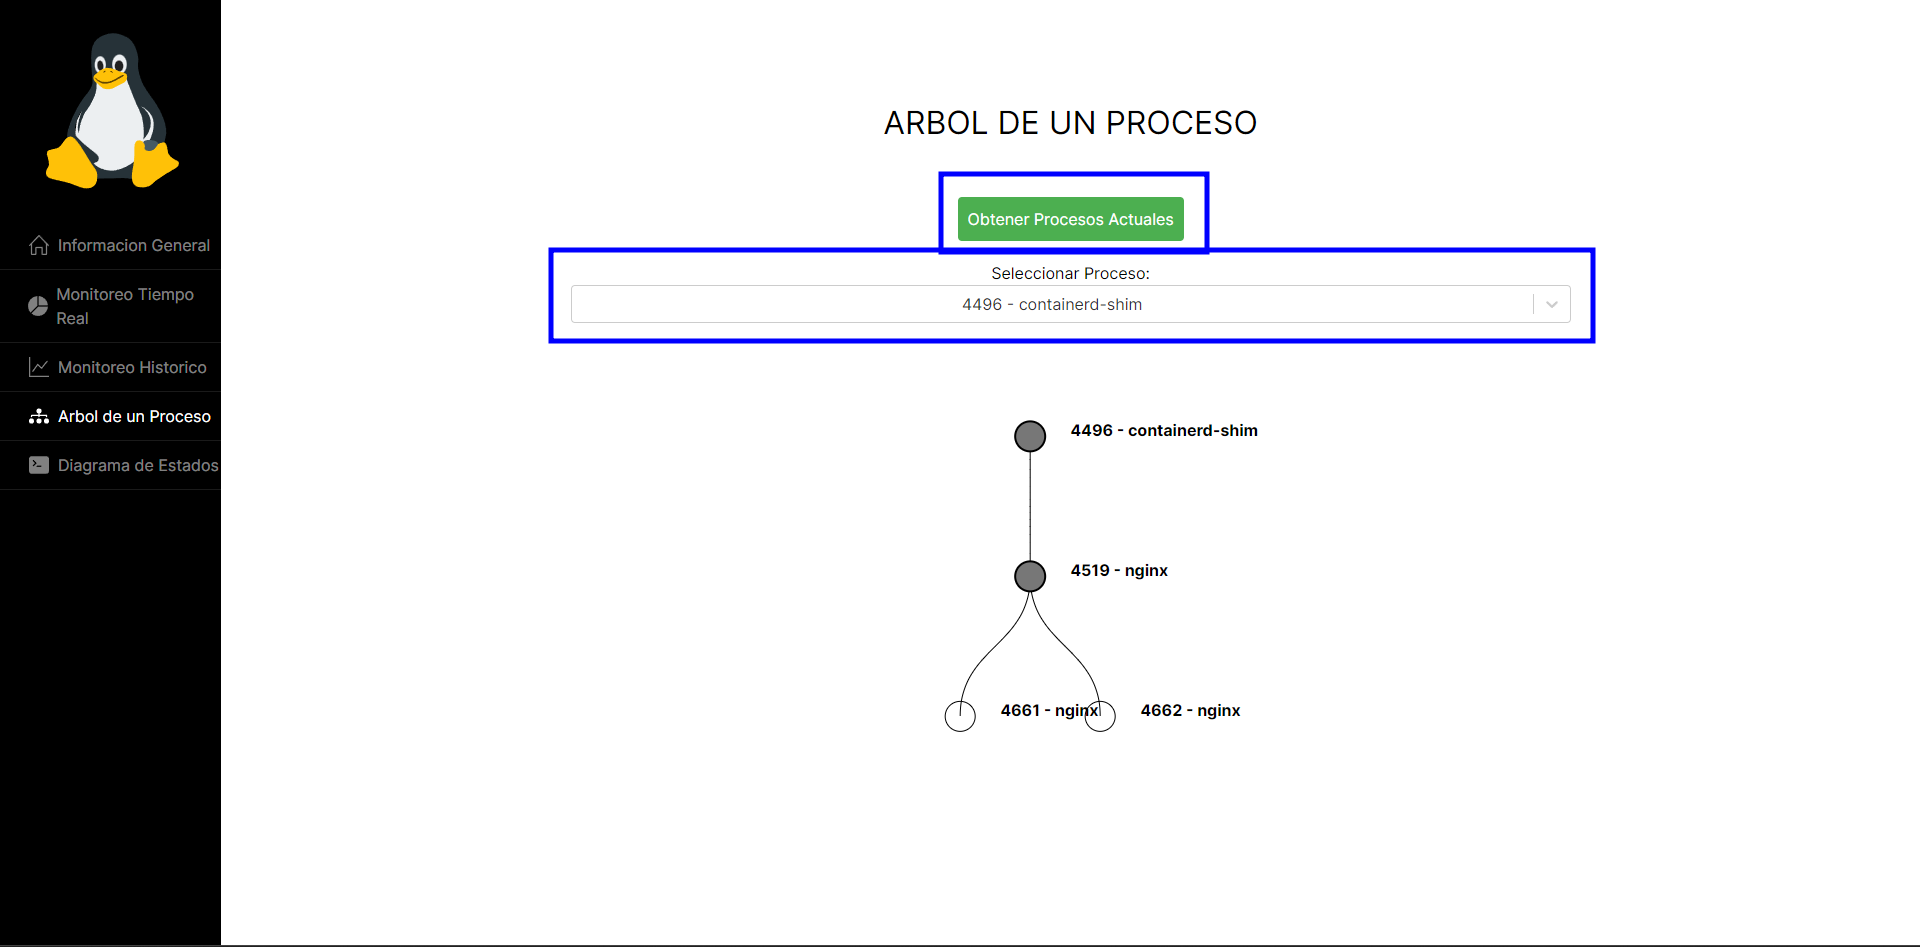 Informacion General
Monitoreo Tiempo
Real
Monitoreo Historico
Arbol de un Proceso
Diagrama de Estados
ARBOL DE UN PROCESO
Obtener Procesos Actuales
Seleccionar Proceso:
4496 - containerd-shim
4496 - containerd-shim
4519 - nginx
4661 - nginx
4662 - nginx